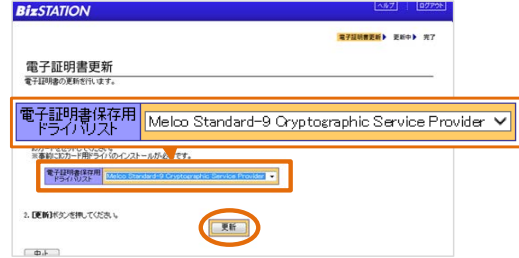 BizSTATION
ヘルプ
ログアウト
電子証明書更新 更新中 完了
電子証明書更新
電子証明書の更新を行います。
電子証明書保存用
ドライバリスト
Melco Standard-9 Cryptographic Service Provider
※事前にICカード用ドライバのインストールが必要です。
電子証明書保存用
ドライバリスト
Melco Standard-9 Cryptographic Service Provider
2.【更新】ボタンを押してください。
更新
中止